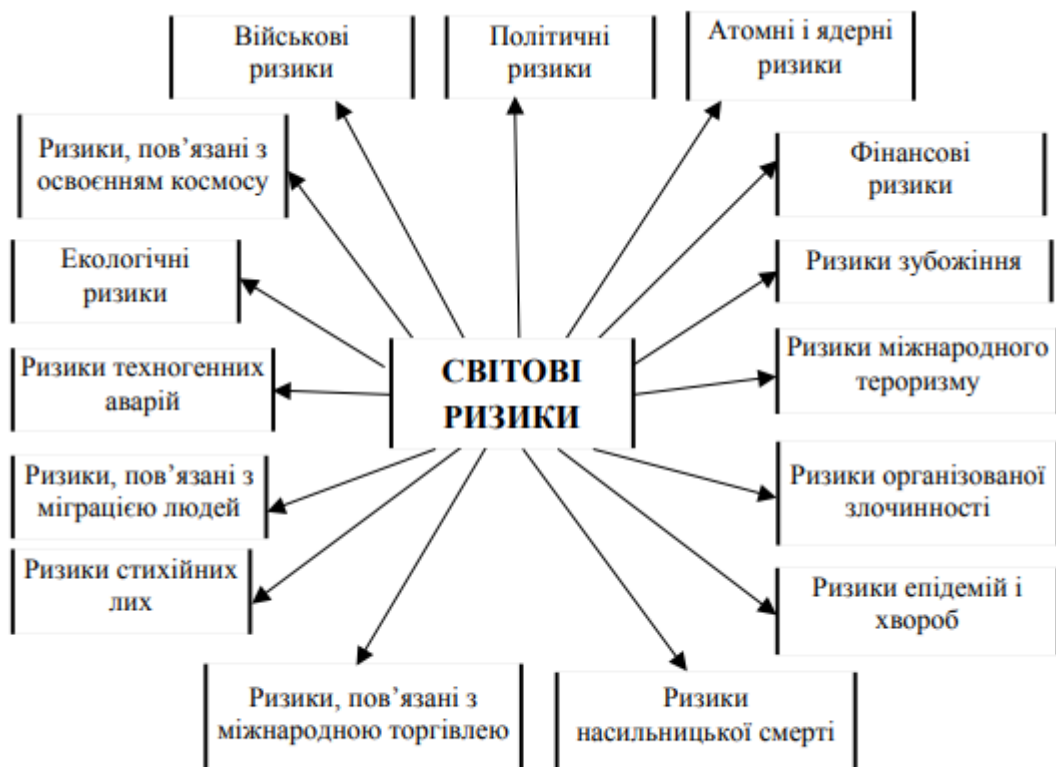 Військові
ризики
Політичні
ризики
Атомні і ядерні
ризики
Ризики, пов’язані з
освоєнням космосу
Фінансові
ризики
Екологічні
ризики
Ризики зубожіння
СВІТОВІ
РИЗИКИ
Ризики техногенних
аварій
Ризики міжнародного
тероризму
Ризики, пов’язані з
міграцією людей
Ризики організованої
злочинності
Ризики стихійних
лих
Ризики епідемій і
хвороб
Ризики, пов’язані з
міжнародною торгівлею
Ризики
насильницької смерті